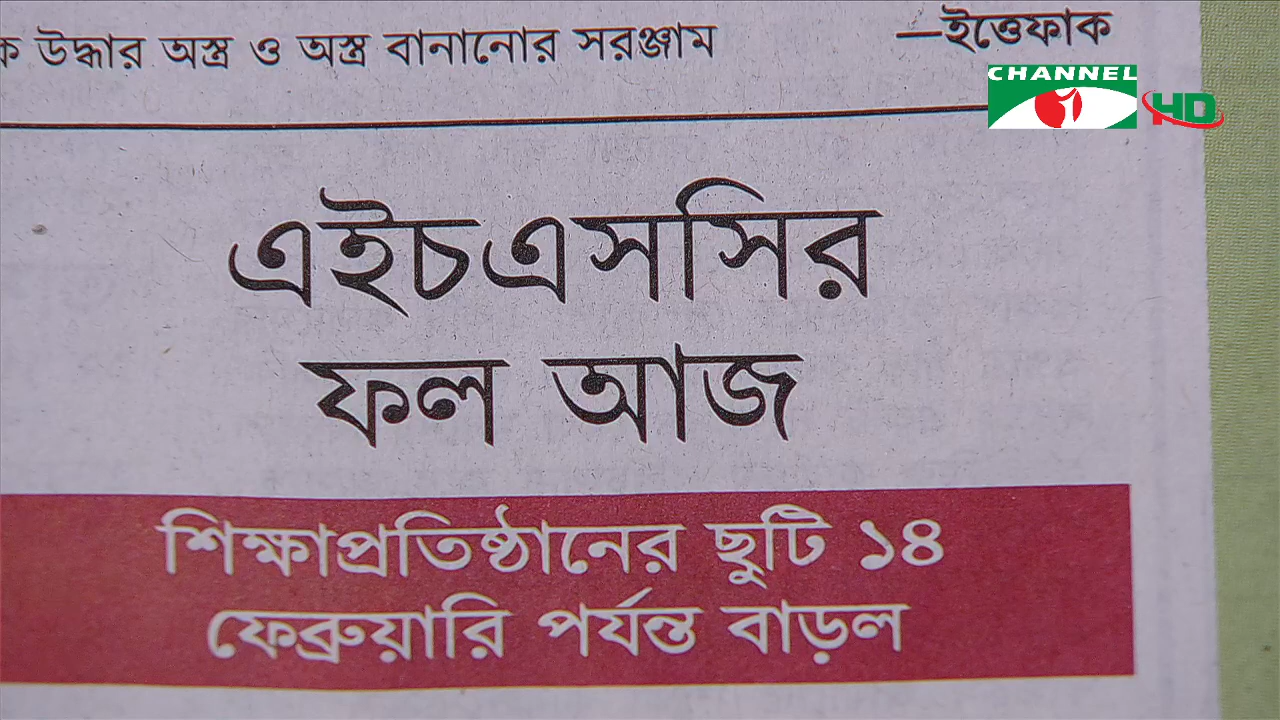 উদ্ধার অস্ত্র ও অস্ত্র বানানোর সরঞ্জাম
—ইত্তেফাক
CHANNEL
HD
এইচএসসির
ফল আজ
শিক্ষাপ্রতিষ্ঠানের ছুটি ১৪
ফেব্রুয়ারি পর্যন্ত বাড়ল